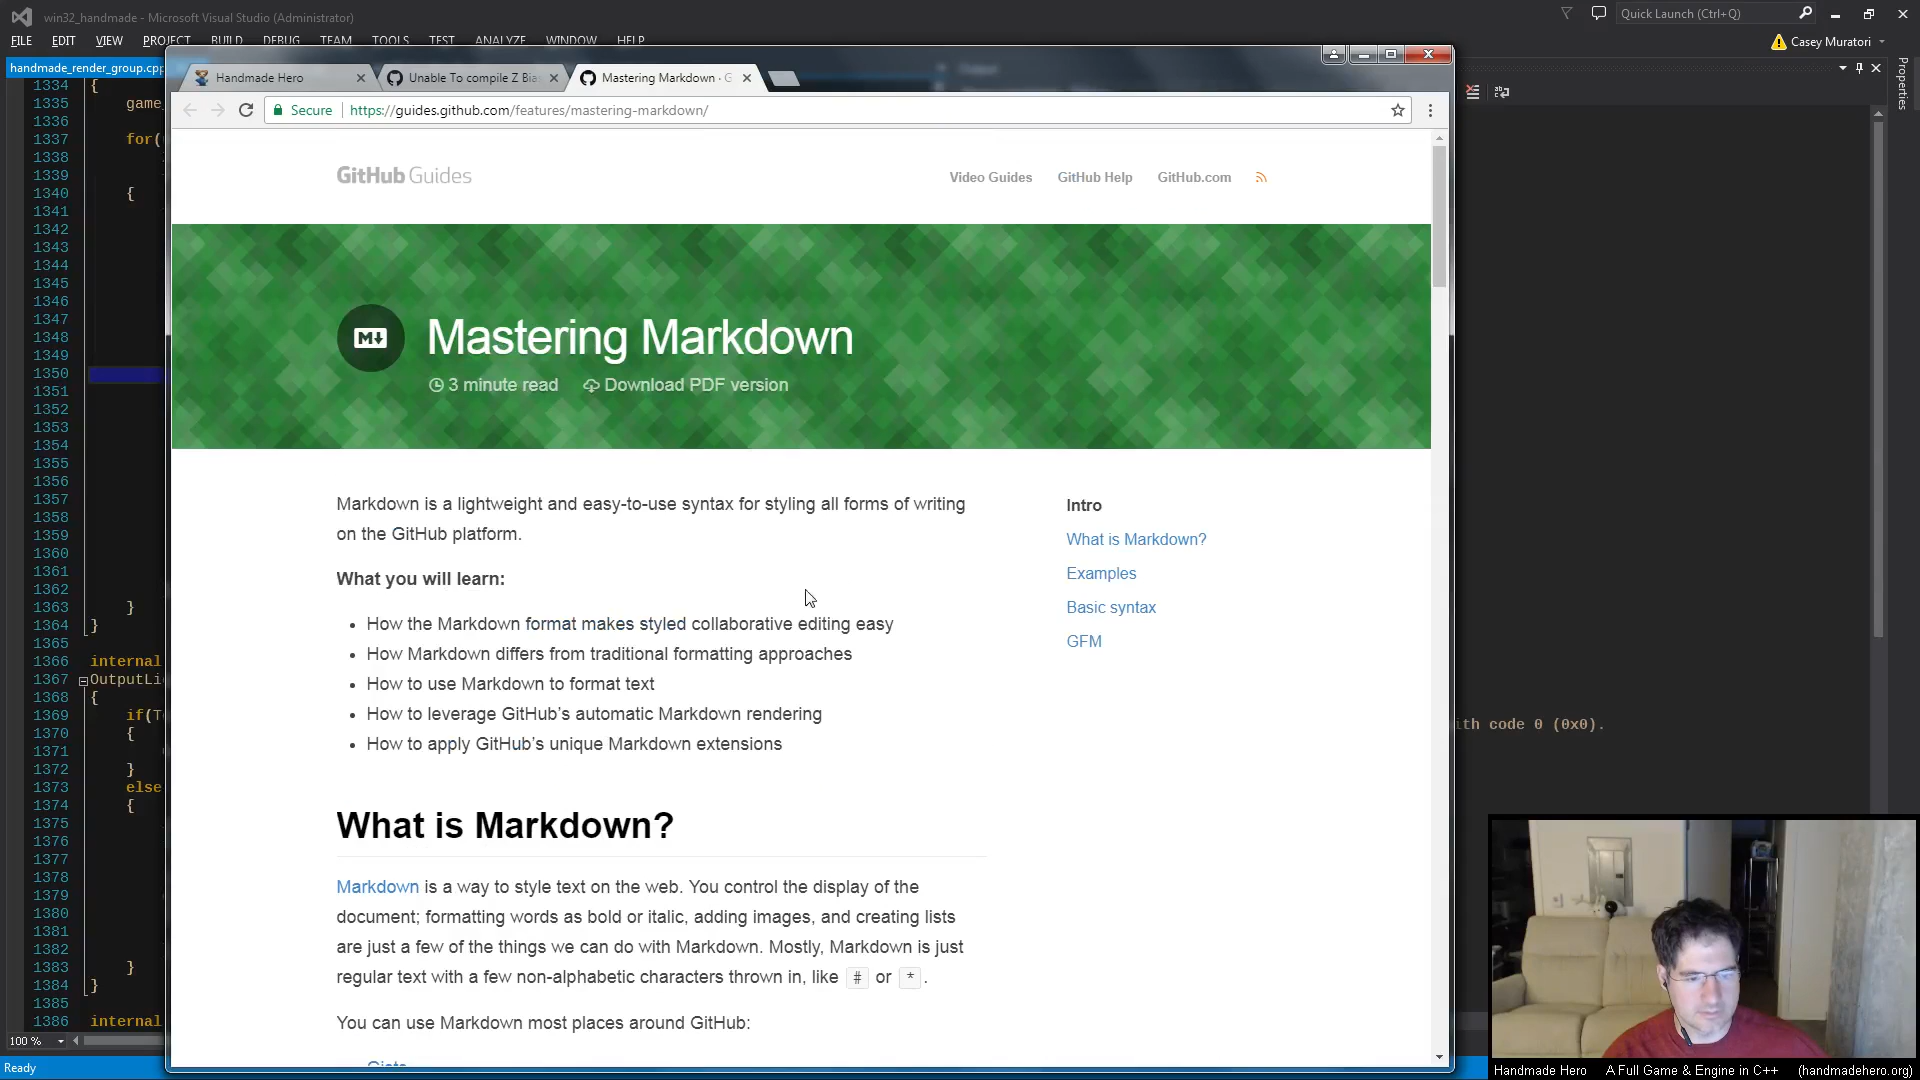 win32_handmade - Microsoft Visual Studio (Administrator)
Quick Launch (Ctrl+Q)
FILE EDIT VIEW PROJECT BUILD DEBUG TEAM TOOLS TEST ANALYZE WINDOW HELP
Casey Muratori
handmade_render_group.cpp
Properties
Handmade Hero
Unable To compile Z Bia
Mastering Markdown · G
Secure
https://guides.github.com/features/mastering-markdown/
GitHub Guides
Video Guides
GitHub Help
GitHub.com
Mastering Markdown
3 minute read
Download PDF version
Markdown is a lightweight and easy-to-use syntax for styling all forms of writing
on the GitHub platform.
What you will learn:
• How the Markdown format makes styled collaborative editing easy
• How Markdown differs from traditional formatting approaches
• How to use Markdown to format text
• How to leverage GitHub's automatic Markdown rendering
• How to apply GitHub's unique Markdown extensions
Intro
What is Markdown?
Examples
Basic syntax
GFM
What is Markdown?
Markdown is a way to style text on the web. You control the display of the
document; formatting words as bold or italic, adding images, and creating lists
are just a few of the things we can do with Markdown. Mostly, Markdown is just
regular text with a few non-alphabetic characters thrown in, like # or *.
You can use Markdown most places around GitHub:
1334 {
1335 game_
1336
1337 for(
1338
1339
1340 {
1341
1342
1343
1344
1345
1346
1347
1348
1349
1350
1351
1352
1353
1354
1355
1356
1357
1358
1359
1360
1361
1362
1363 }
1364 }
1365
1366 internal
1367 OutputLi
1368 {
1369 if(T
1370 {
1371
1372 }
1373 else
1374 {
1375
1376
1377
1378
1379
1380
1381
1382
1383 }
1384 }
1385
1386 internal
ith code 0 (0x0).
100 %
Ready
Handmade Hero A Full Game & Engine in C++ (handmadehero.org)